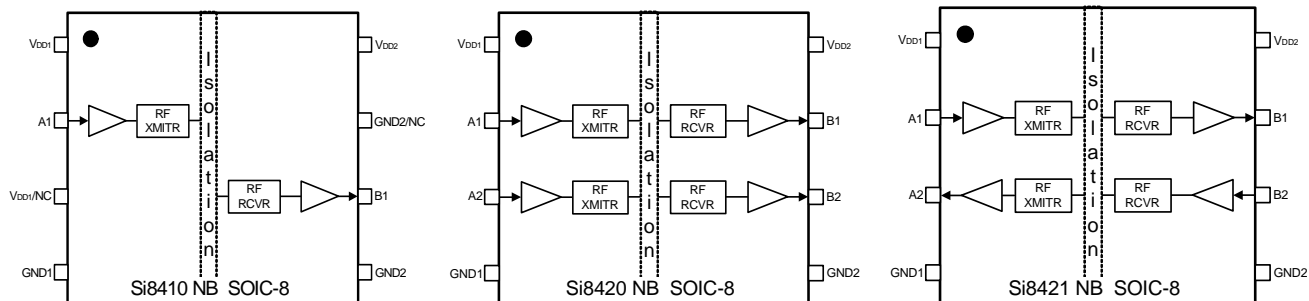 VDD1
VDD2
A1
RF
XMITR
GND2/NC
VDD1/NC
RF
RCVR
B1
GND1
GND2
Isolation
Si8410 NB SOIC-8
VDD1
VDD2
A1
RF
XMITR
RF
RCVR
B1
A2
RF
XMITR
RF
RCVR
B2
GND1
GND2
Isolation
Si8420 NB SOIC-8
VDD1
VDD2
A1
RF
XMITR
RF
RCVR
B1
A2
RF
XMITR
RF
RCVR
B2
GND1
GND2
Isolation
Si8421 NB SOIC-8